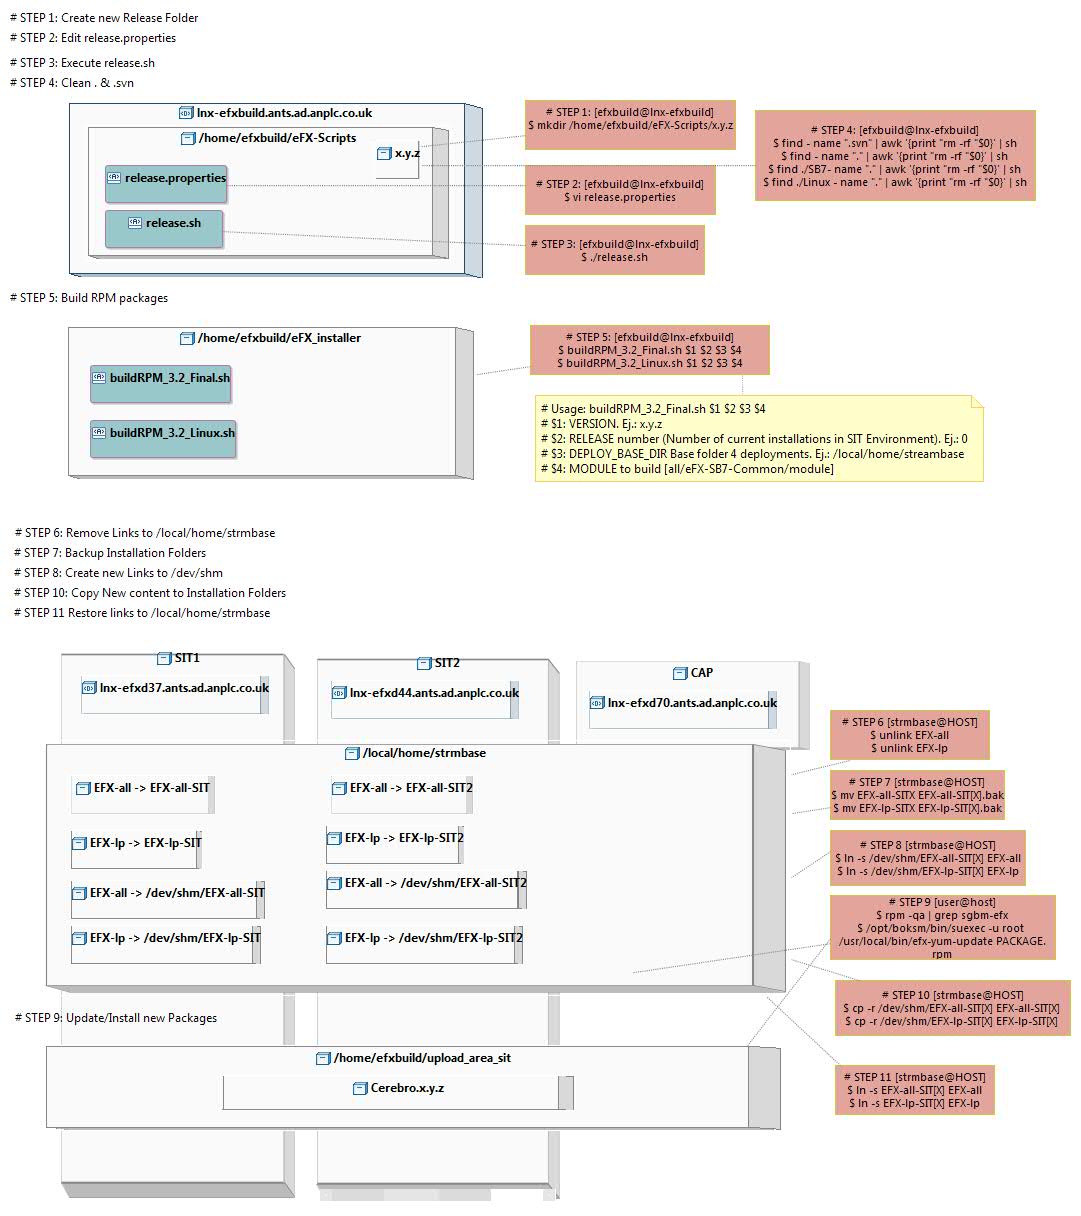 # STEP 1: Create new Release Folder
# STEP 2: Edit release.properties
# STEP 3: Execute release.sh
# STEP 4: Clean . & .svn
lnx-efxbuild.ants.ad.anplc.co.uk
/home/efxbuild/eFX-Scripts
x.y.z
release.properties
release.sh
# STEP 1: [efxbuild@lnx-efxbuild]
$ mkdir /home/efxbuild/eFX-Scripts/x.y.z
# STEP 2: [efxbuild@lnx-efxbuild]
$ vi release.properties
# STEP 3: [efxbuild@lnx-efxbuild]
$ ./release.sh
# STEP 4: [efxbuild@lnx-efxbuild]
$ find - name ".svn" | awk '{print "rm -rf "$0}' | sh
$ find - name "." | awk '{print "rm -rf "$0}' | sh
$ find ./SB7- name "." | awk '{print "rm -rf "$0}' | sh
$ find ./Linux - name "." | awk '{print "rm -rf "$0}' | sh
# STEP 5: Build RPM packages
/home/efxbuild/eFX_installer
buildRPM_3.2_Final.sh
buildRPM_3.2_Linux.sh
# STEP 5: [efxbuild@lnx-efxbuild]
$ buildRPM_3.2_Final.sh $1 $2 $3 $4
$ buildRPM_3.2_Linux.sh $1 $2 $3 $4
# Usage: buildRPM_3.2_Final.sh $1 $2 $3 $4
# $1: VERSION. Ej.: x.y.z
# $2: RELEASE number (Number of current installations in SIT Environment). Ej.: 0
# $3: DEPLOY_BASE_DIR Base folder 4 deployments. Ej.: /local/home/streambase
# $4: MODULE to build [all/eFX-SB7-Common/module]
# STEP 6: Remove Links to /local/home/strmbase
# STEP 7: Backup Installation Folders
# STEP 8: Create new Links to /dev/shm
# STEP 10: Copy New content to Installation Folders
# STEP 11 Restore links to /local/home/strmbase
SIT1
lnx-efxd37.ants.ad.anplc.co.uk
SIT2
lnx-efxd44.ants.ad.anplc.co.uk
CAP
lnx-efxd70.ants.ad.anplc.co.uk
/local/home/strmbase
EFX-all -> EFX-all-SIT
EFX-all -> EFX-all-SIT2
EFX-lp -> EFX-lp-SIT
EFX-lp -> EFX-lp-SIT2
EFX-all -> /dev/shm/EFX-all-SIT
EFX-all -> /dev/shm/EFX-all-SIT2
EFX-lp -> /dev/shm/EFX-lp-SIT
EFX-lp -> /dev/shm/EFX-lp-SIT2
# STEP 6 [strmbase@HOST]
$ unlink EFX-all
$ unlink EFX-lp
# STEP 7 [strmbase@HOST]
$ mv EFX-all-SITX EFX-all-SIT[X].bak
$ mv EFX-lp-SITX EFX-lp-SIT[X].bak
# STEP 8 [strmbase@HOST]
$ ln -s /dev/shm/EFX-all-SIT[X] EFX-all
$ ln -s /dev/shm/EFX-lp-SIT[X] EFX-lp
# STEP 9 [user@host]
$ rpm -qa | grep sgbm-efx
$ /opt/boksm/bin/suexec -u root
/usr/local/bin/efx-yum-update PACKAGE.
rpm
# STEP 10 [strmbase@HOST]
$ cp -r /dev/shm/EFX-all-SIT[X] EFX-all-SIT[X]
$ cp -r /dev/shm/EFX-lp-SIT[X] EFX-lp-SIT[X]
# STEP 9: Update/Install new Packages
/home/efxbuild/upload_area_sit
Cerebro.x.y.z
# STEP 11 [strmbase@HOST]
$ ln -s EFX-all-SIT[X] EFX-all
$ ln -s EFX-lp-SIT[X] EFX-lp